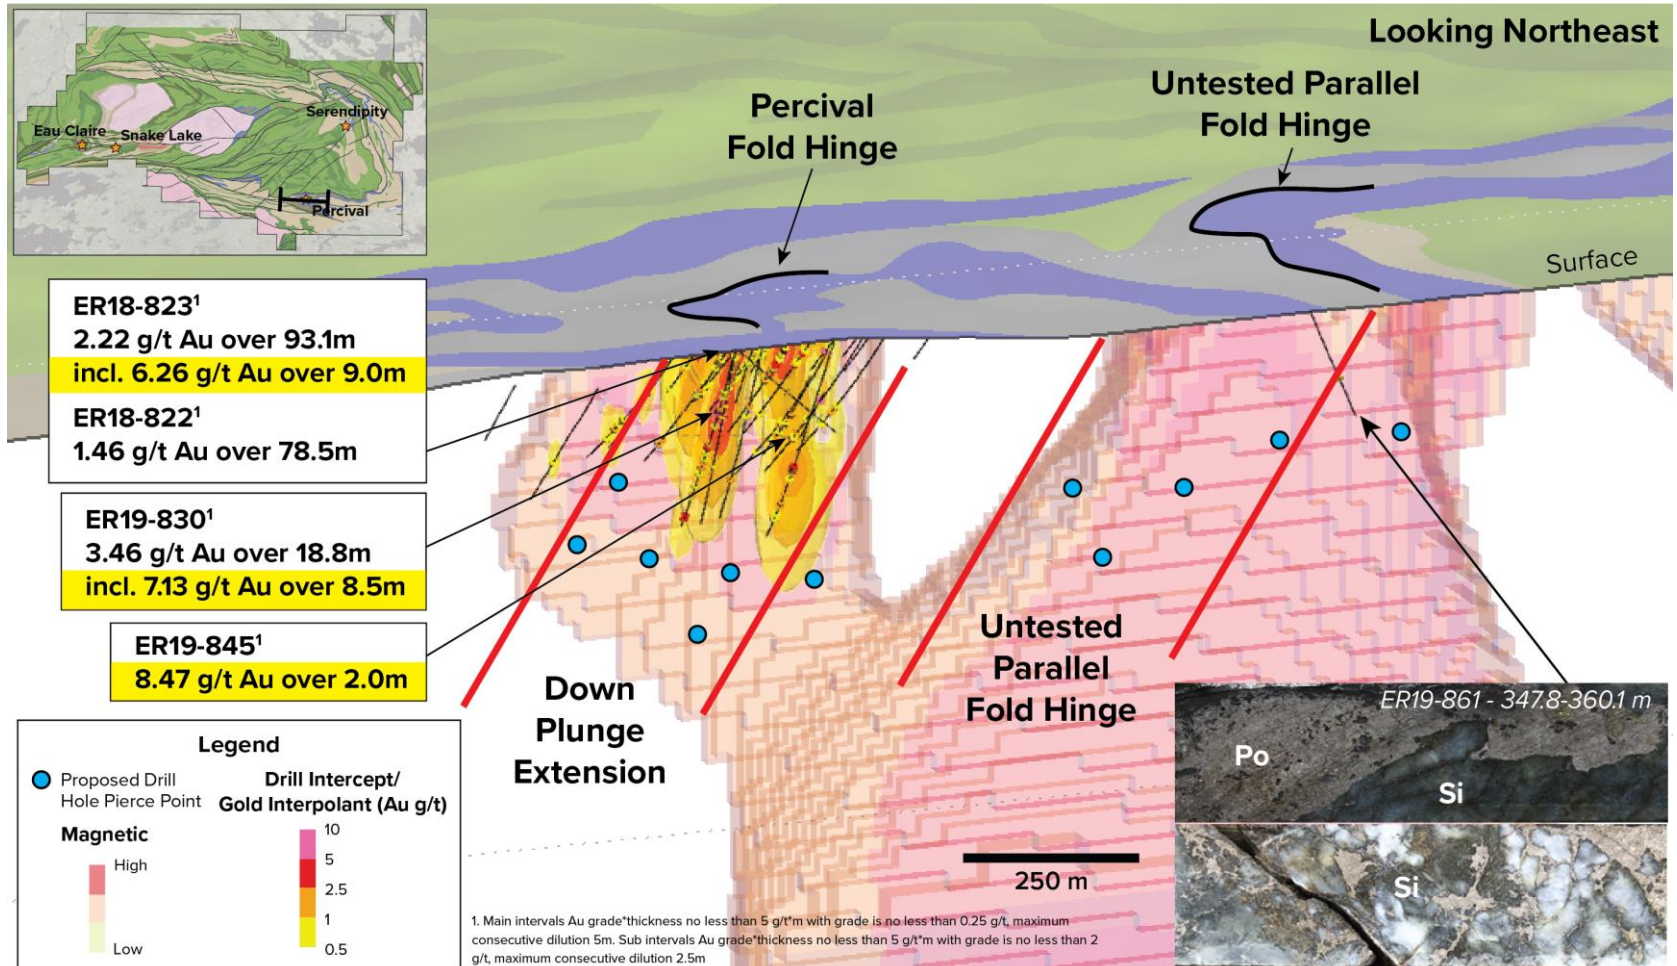 Looking Northeast
Eau Claire
Snake Lake
Serendipity
Percival
Percival
Fold Hinge
Untested Parallel
Fold Hinge
Surface
ER18-823¹
2.22 g/t Au over 93.1m
incl. 6.26 g/t Au over 9.0m
ER18-822¹
1.46 g/t Au over 78.5m
ER19-830¹
3.46 g/t Au over 18.8m
incl. 7.13 g/t Au over 8.5m
ER19-845¹
8.47 g/t Au over 2.0m
Down
Plunge
Extension
Untested
Parallel
Fold Hinge
ER19-861 - 347.8-360.1 m
Po
Si
Si
250 m
Legend
Proposed Drill
Hole Pierce Point
Magnetic
High
Low
Drill Intercept/
Gold Interpolant (Au g/t)
10
5
2.5
1
0.5
1. Main intervals Au grade*thickness no less than 5 g/t*m with grade is no less than 0.25 g/t, maximum
consecutive dilution 5m. Sub intervals Au grade*thickness no less than 5 g/t*m with grade is no less than 2
g/t, maximum consecutive dilution 2.5m